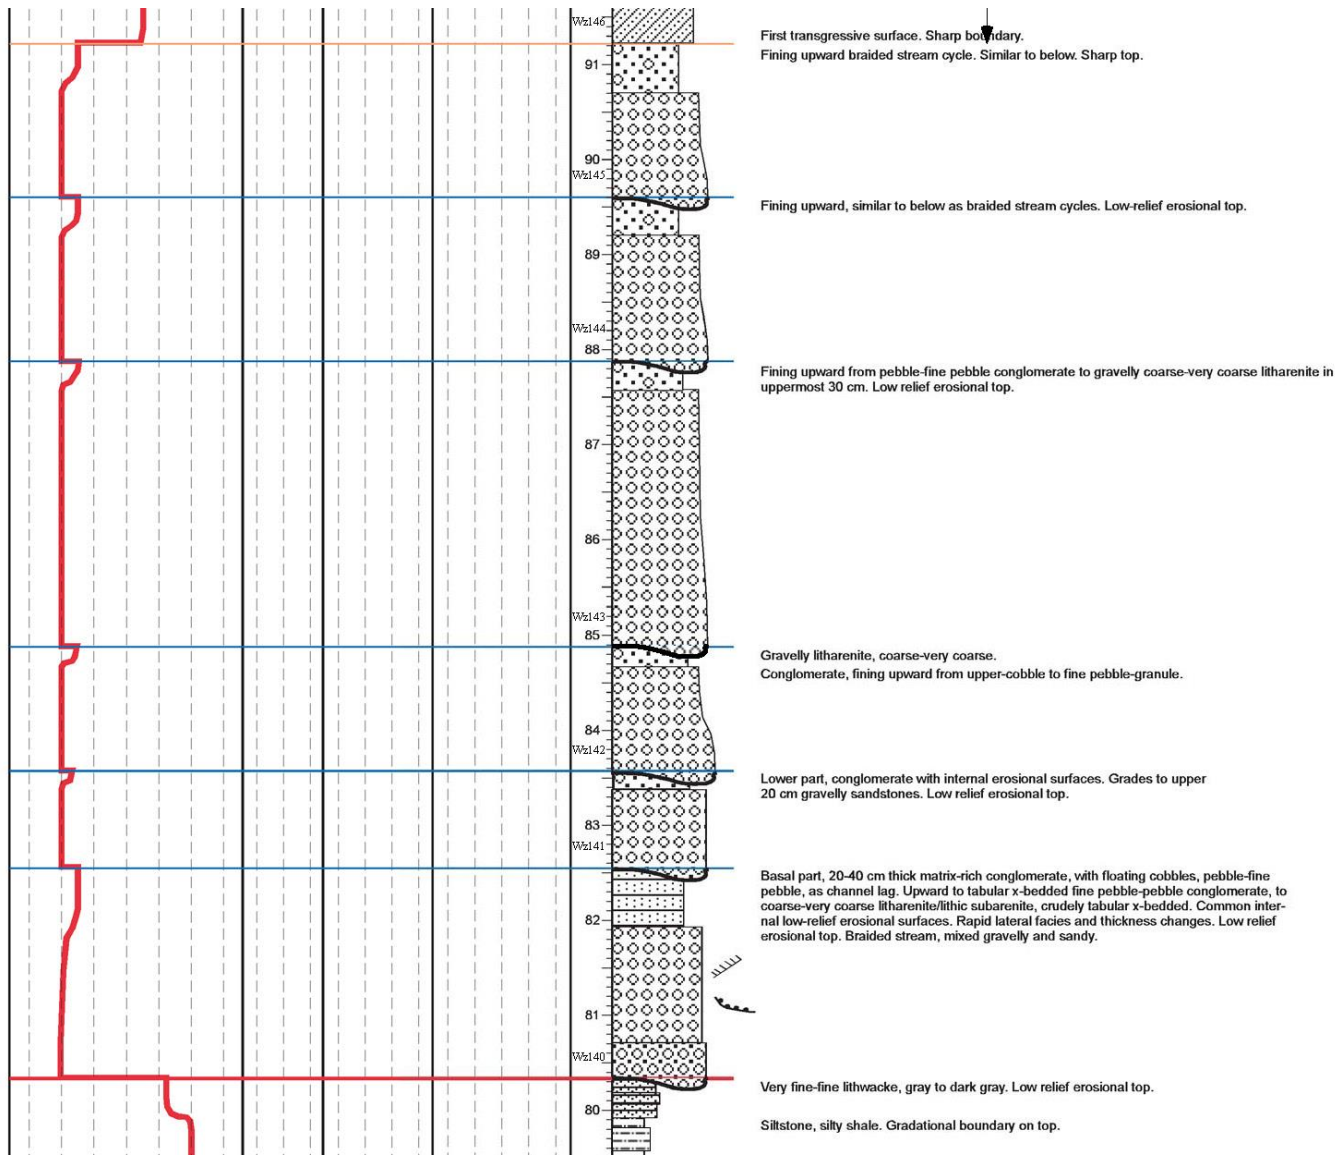 Wz146
First transgressive surface. Sharp boundary.
Fining upward braided stream cycle. Similar to below. Sharp top.
91
90
Wz145
Fining upward, similar to below as braided stream cycles. Low-relief erosional top.
89
Wz144
88
Fining upward from pebble-fine pebble conglomerate to gravelly coarse-very coarse litharenite in
uppermost 30 cm. Low relief erosional top.
87
86
Wz143
85
Gravelly litharenite, coarse-very coarse.
Conglomerate, fining upward from upper-cobble to fine pebble-granule.
84
Wz142
Lower part, conglomerate with internal erosional surfaces. Grades to upper
20 cm gravelly sandstones. Low relief erosional top.
83
Wz141
Basal part, 20-40 cm thick matrix-rich conglomerate, with floating cobbles, pebble-fine
pebble, as channel lag. Upward to tabular x-bedded fine pebble-pebble conglomerate, to
coarse-very coarse litharenite/lithic subarenite, crudely tabular x-bedded. Common inter-
nal low-relief erosional surfaces. Rapid lateral facies and thickness changes. Low relief
erosional top. Braided stream, mixed gravelly and sandy.
82
81
Wz140
Very fine-fine lithwacke, gray to dark gray. Low relief erosional top.
80
Siltstone, silty shale. Gradational boundary on top.